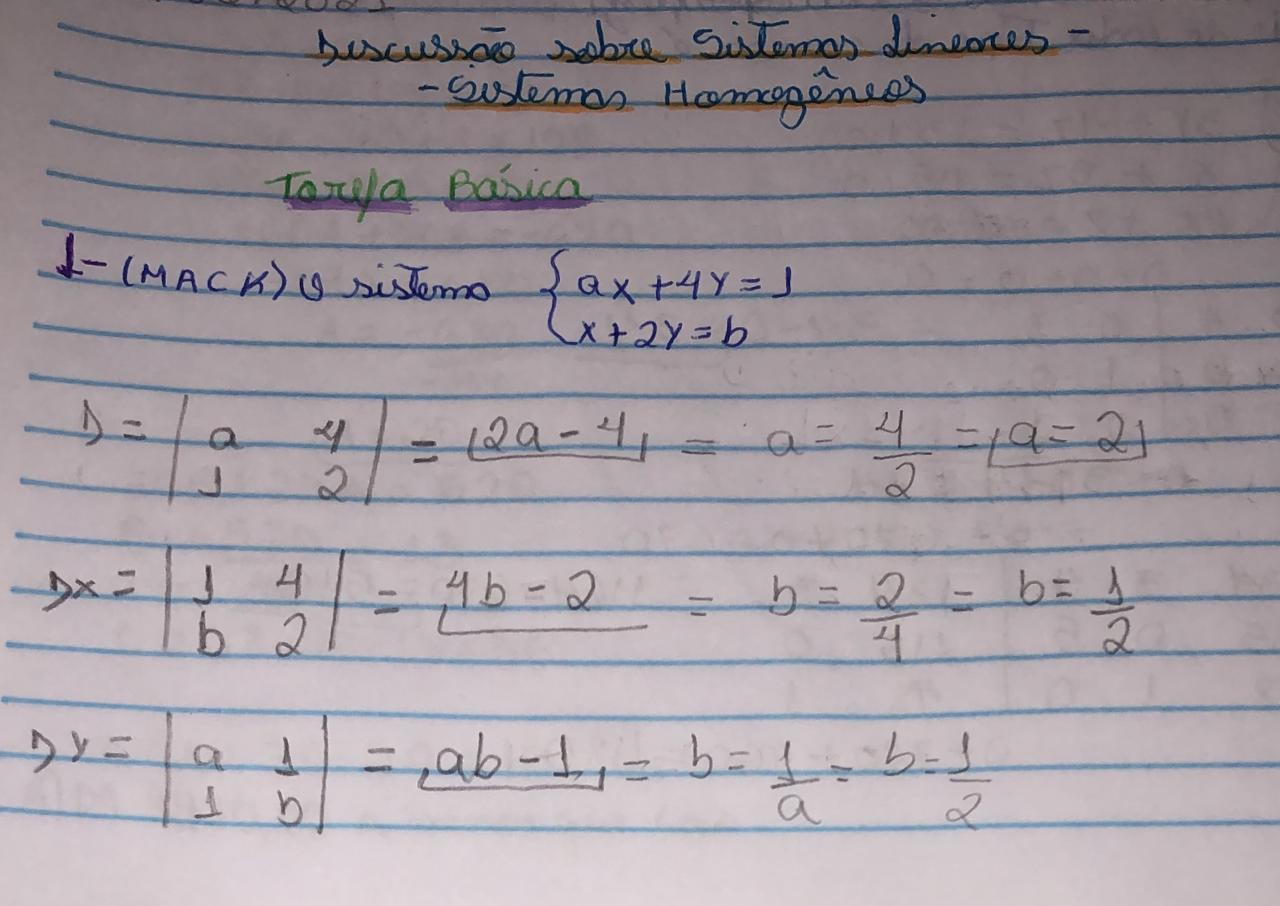 Discussão sobre Sistemas Lineares -
- Sistemas Homogêneos
Tarefa Básica
1- (MACK) O sistema { ax + 4y = 1
x + 2y = b
D = | a 4 | = 2a - 4 = a = 4/2 = a = 2
1 2
Dx = | 1 4 | = 4b - 2 = b = 2/4 = b = 1/2
b 2
Dy = | a 1 | = ab - 1 = b = 1/a = b = 1/2
1 b